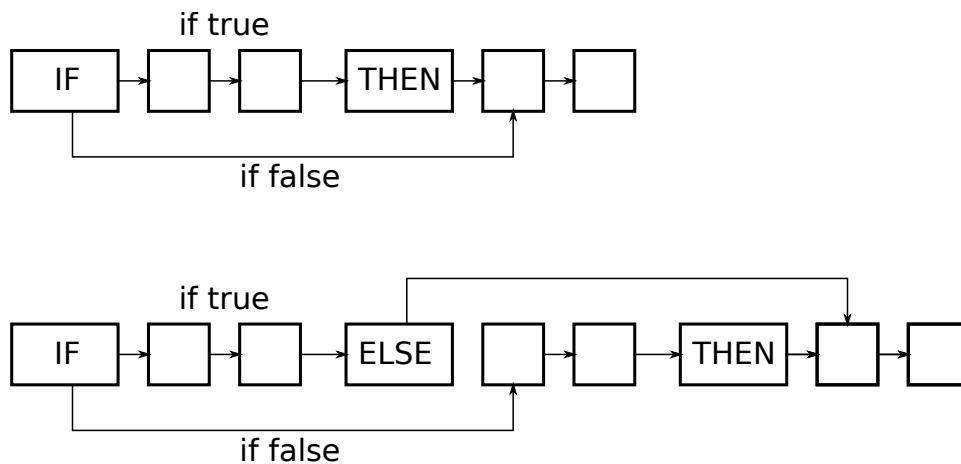 if true
IF THEN
if false
if true
IF ELSE THEN
if false